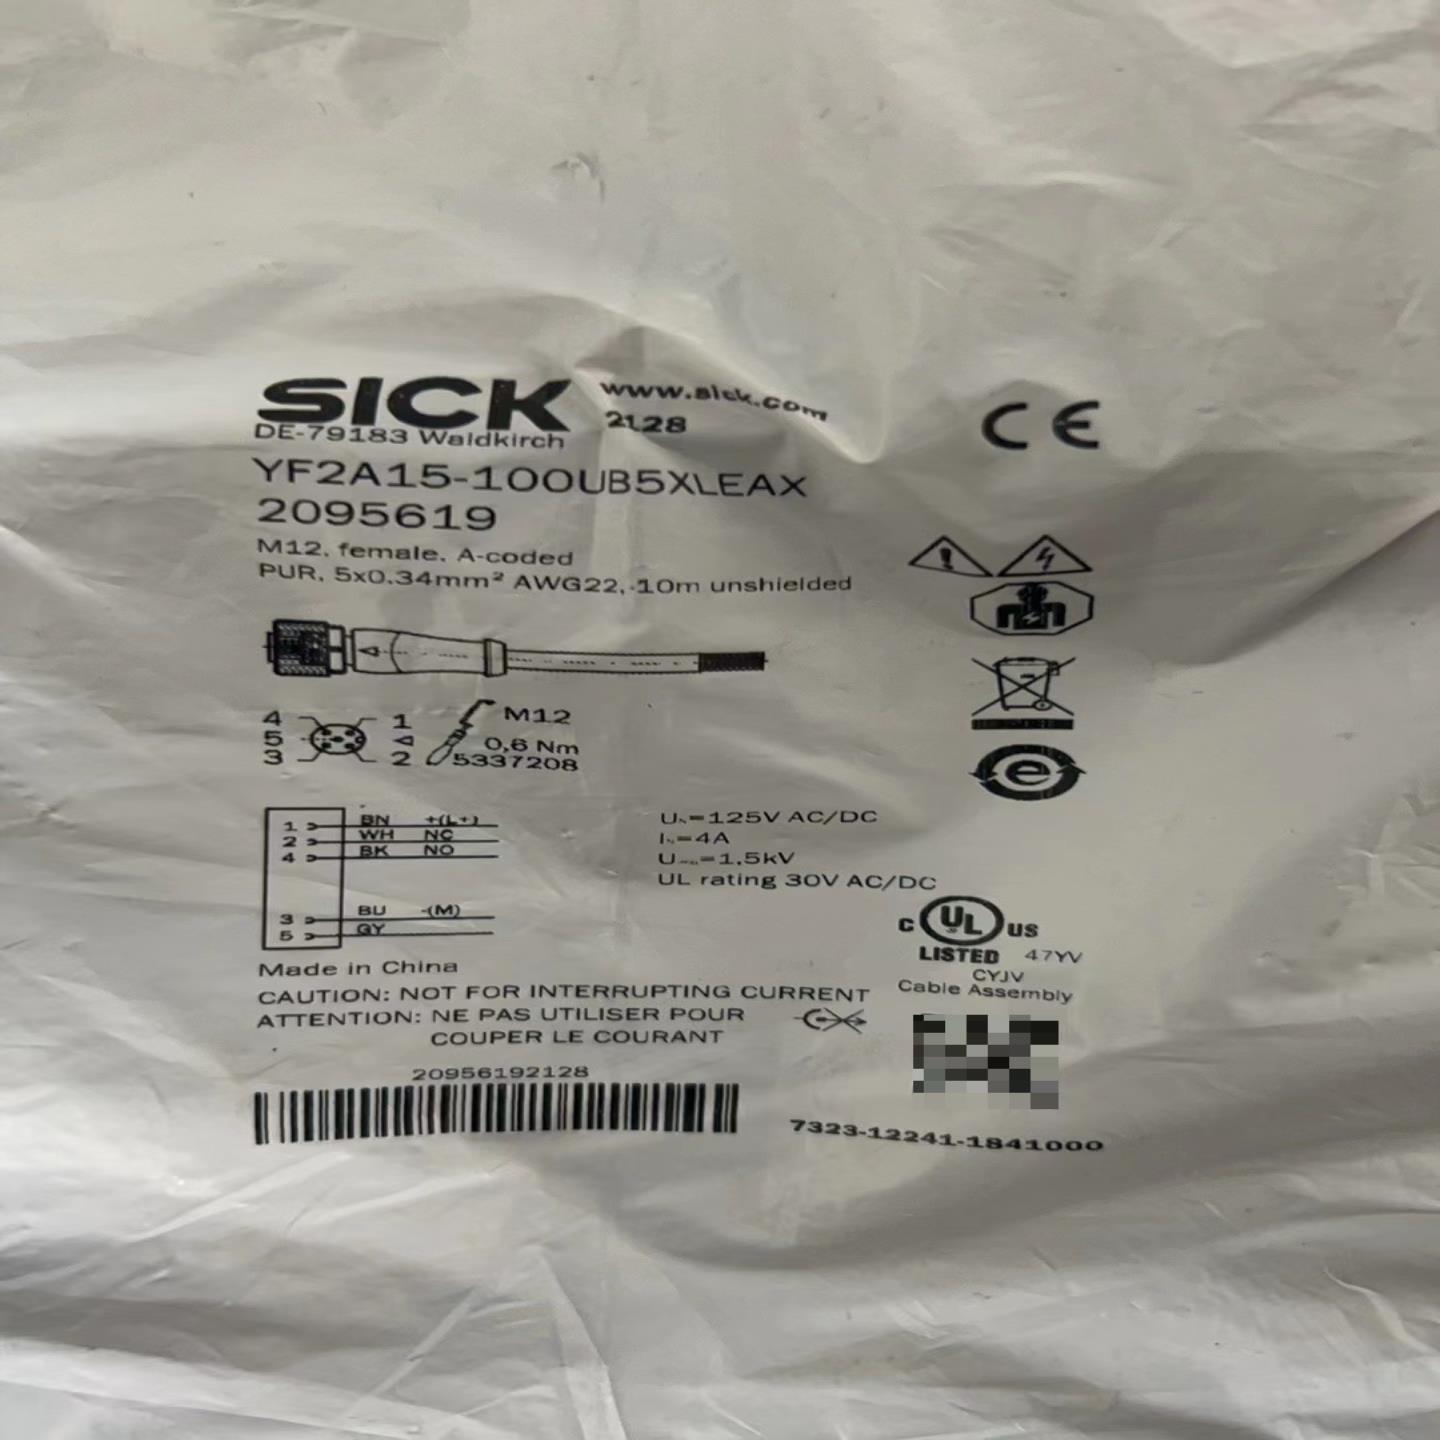 SICK www.sick.com
DE-79183 Waldkirch 2128
YF2A15-100UB5XLEAX
2095619
M12, female, A-coded
PUR, 5x0.34mm² AWG22, 10m unshielded
4 1
5
3 2
M12
0,6 Nm
5337208
1 BN +(L+)
2 WH NC
4 BK NO
3 BU -(M)
5 GY
=125V AC/DC
=4A
=1,5kV
UL rating 30V AC/DC
C UL US
LISTED 47YV
CYJV
Cable Assembly
Made in China
CAUTION: NOT FOR INTERRUPTING CURRENT
ATTENTION: NE PAS UTILISER POUR
COUPER LE COURANT
20956192128
7323-12241-1841000
CE
e